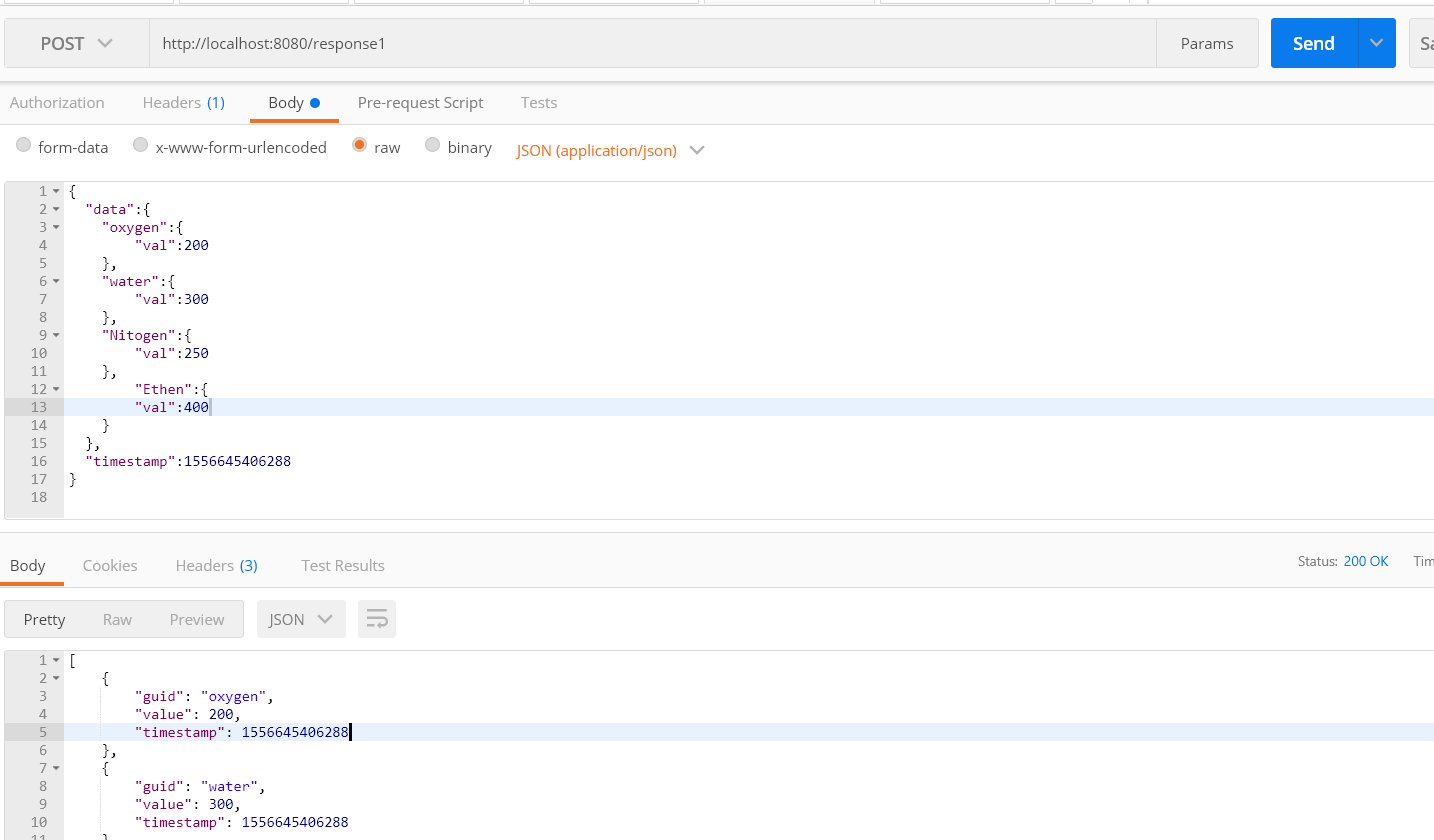 POST http://localhost:8080/response1 Params Send Sa
Authorization Headers (1) Body Pre-request Script Tests
form-data x-www-form-urlencoded raw binary JSON (application/json)
1 {
2 "data":{
3 "oxygen":{
4 "val":200
5 },
6 "water":{
7 "val":300
8 },
9 "Nitogen":{
10 "val":250
11 },
12 "Ethen":{
13 "val":400
14 }
15 },
16 "timestamp":1556645406288
17 }
18
Body Cookies Headers (3) Test Results Status: 200 OK Tim
Pretty Raw Preview JSON
1 [
2 {
3 "guid": "oxygen",
4 "value": 200,
5 "timestamp": 1556645406288
6 },
7 {
8 "guid": "water",
9 "value": 300,
10 "timestamp": 1556645406288
11 }